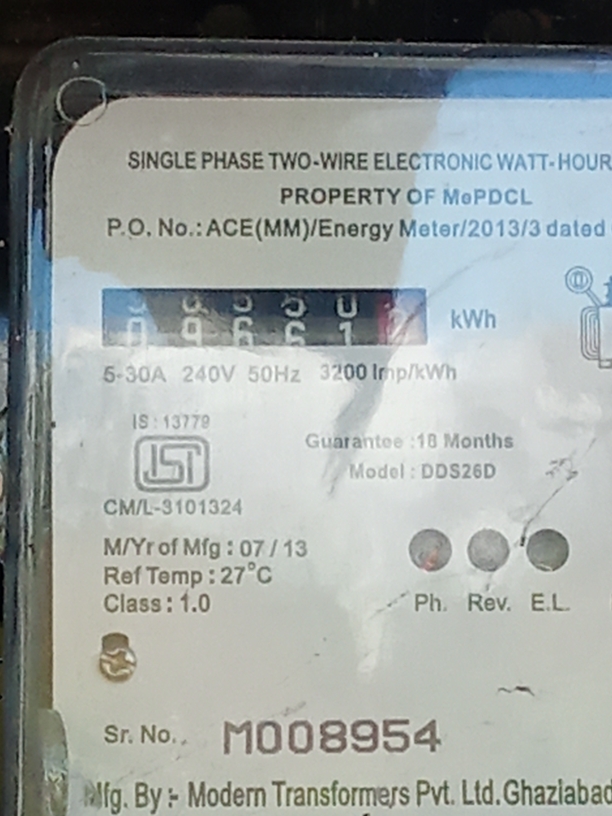 SINGLE PHASE TWO-WIRE ELECTRONIC WATT-HOUR
PROPERTY OF MePDCL
P.O. No.: ACE(MM)/Energy Meter/2013/3 dated
kWh
5-30A 240V 50Hz 3200 Imp/kWh
IS : 13779
ISI
Guarantee :18 Months
Model : DDS26D
CM/L-3101324
M/Yr of Mfg : 07 / 13
Ref Temp : 27°C
Class : 1.0
Ph. Rev. E.L.
Sr. No.. M008954
Mfg. By :- Modern Transformers Pvt. Ltd. Ghaziabad